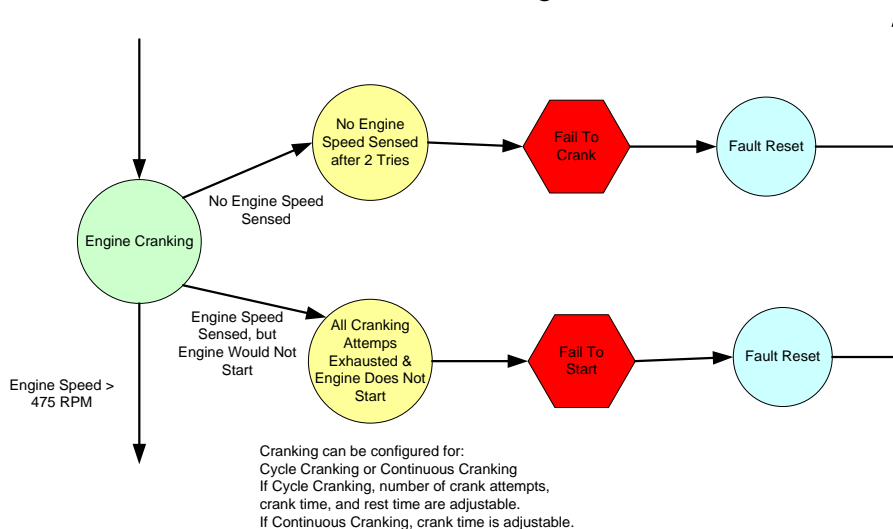 No Engine
Speed Sensed
after 2 Tries
Fail To
Crank
Fault Reset
No Engine Speed
Sensed
Engine Cranking
Engine Speed
Sensed, but
Engine Would Not
Start
All Cranking
Attemps
Exhausted &
Engine Does Not
Start
Fail To
Start
Fault Reset
Engine Speed >
475 RPM
Cranking can be configured for:
Cycle Cranking or Continuous Cranking
If Cycle Cranking, number of crank attempts,
crank time, and rest time are adjustable.
If Continuous Cranking, crank time is adjustable.